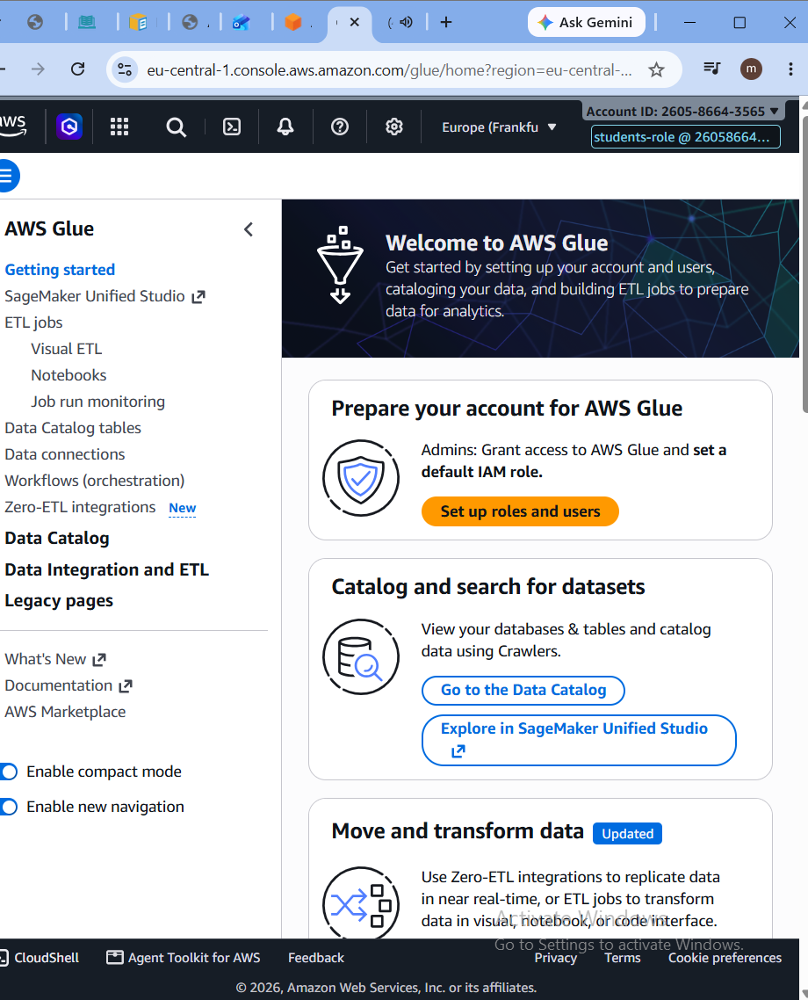 Ask Gemini
eu-central-1.console.aws.amazon.com/glue/home?region=eu-central-...
m
aws
Europe (Frankfu
Account ID: 2605-8664-3565
students-role @ 26058664...
AWS Glue
Getting started
SageMaker Unified Studio
ETL jobs
Visual ETL
Notebooks
Job run monitoring
Data Catalog tables
Data connections
Workflows (orchestration)
Zero-ETL integrations New
Data Catalog
Data Integration and ETL
Legacy pages
What's New
Documentation
AWS Marketplace
Enable compact mode
Enable new navigation
Welcome to AWS Glue
Get started by setting up your account and users,
cataloging your data, and building ETL jobs to prepare
data for analytics.
Prepare your account for AWS Glue
Admins: Grant access to AWS Glue and set a
default IAM role.
Set up roles and users
Catalog and search for datasets
View your databases & tables and catalog
data using Crawlers.
Go to the Data Catalog
Explore in SageMaker Unified Studio
Move and transform data Updated
Use Zero-ETL integrations to replicate data
in near real-time, or ETL jobs to transform
data in visual, notebook, or code interface.
Activate Windows
Go to Settings to activate Windows.
CloudShell Agent Toolkit for AWS Feedback Privacy Terms Cookie preferences
© 2026, Amazon Web Services, Inc. or its affiliates.